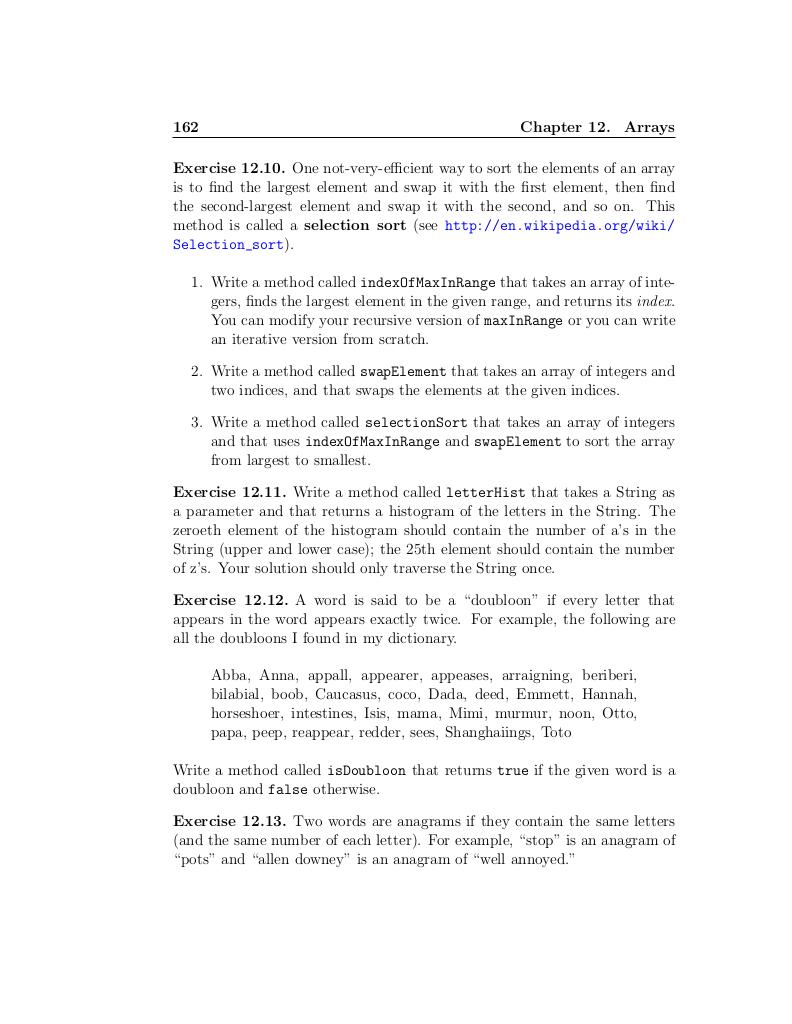 162 Chapter 12. Arrays
Exercise 12.10. One not-very-efficient way to sort the elements of an array
is to find the largest element and swap it with the first element, then find
the second-largest element and swap it with the second, and so on. This
method is called a selection sort (see http://en.wikipedia.org/wiki/
Selection_sort).
1. Write a method called indexOfMaxInRange that takes an array of inte-
gers, finds the largest element in the given range, and returns its index.
You can modify your recursive version of maxInRange or you can write
an iterative version from scratch.
2. Write a method called swapElement that takes an array of integers and
two indices, and that swaps the elements at the given indices.
3. Write a method called selectionSort that takes an array of integers
and that uses indexOfMaxInRange and swapElement to sort the array
from largest to smallest.
Exercise 12.11. Write a method called letterHist that takes a String as
a parameter and that returns a histogram of the letters in the String. The
zeroeth element of the histogram should contain the number of a's in the
String (upper and lower case); the 25th element should contain the number
of z's. Your solution should only traverse the String once.
Exercise 12.12. A word is said to be a “doubloon” if every letter that
appears in the word appears exactly twice. For example, the following are
all the doubloons I found in my dictionary.
Abba, Anna, appall, appearer, appeases, arraigning, beriberi,
bilabial, boob, Caucasus, coco, Dada, deed, Emmett, Hannah,
horseshoer, intestines, Isis, mama, Mimi, murmur, noon, Otto,
papa, peep, reappear, redder, sees, Shanghaiings, Toto
Write a method called isDoubloon that returns true if the given word is a
doubloon and false otherwise.
Exercise 12.13. Two words are anagrams if they contain the same letters
(and the same number of each letter). For example, “stop” is an anagram of
“pots” and “allen downey” is an anagram of “well annoyed.”